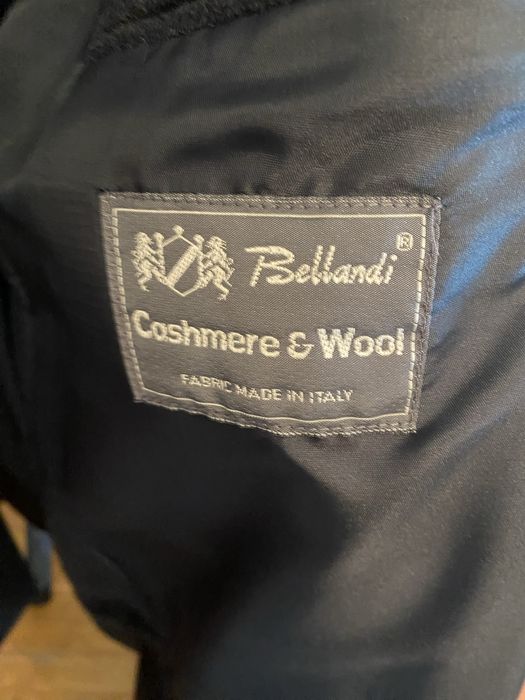 Bellandi ®
Cashmere & Wool
FABRIC MADE IN ITALY